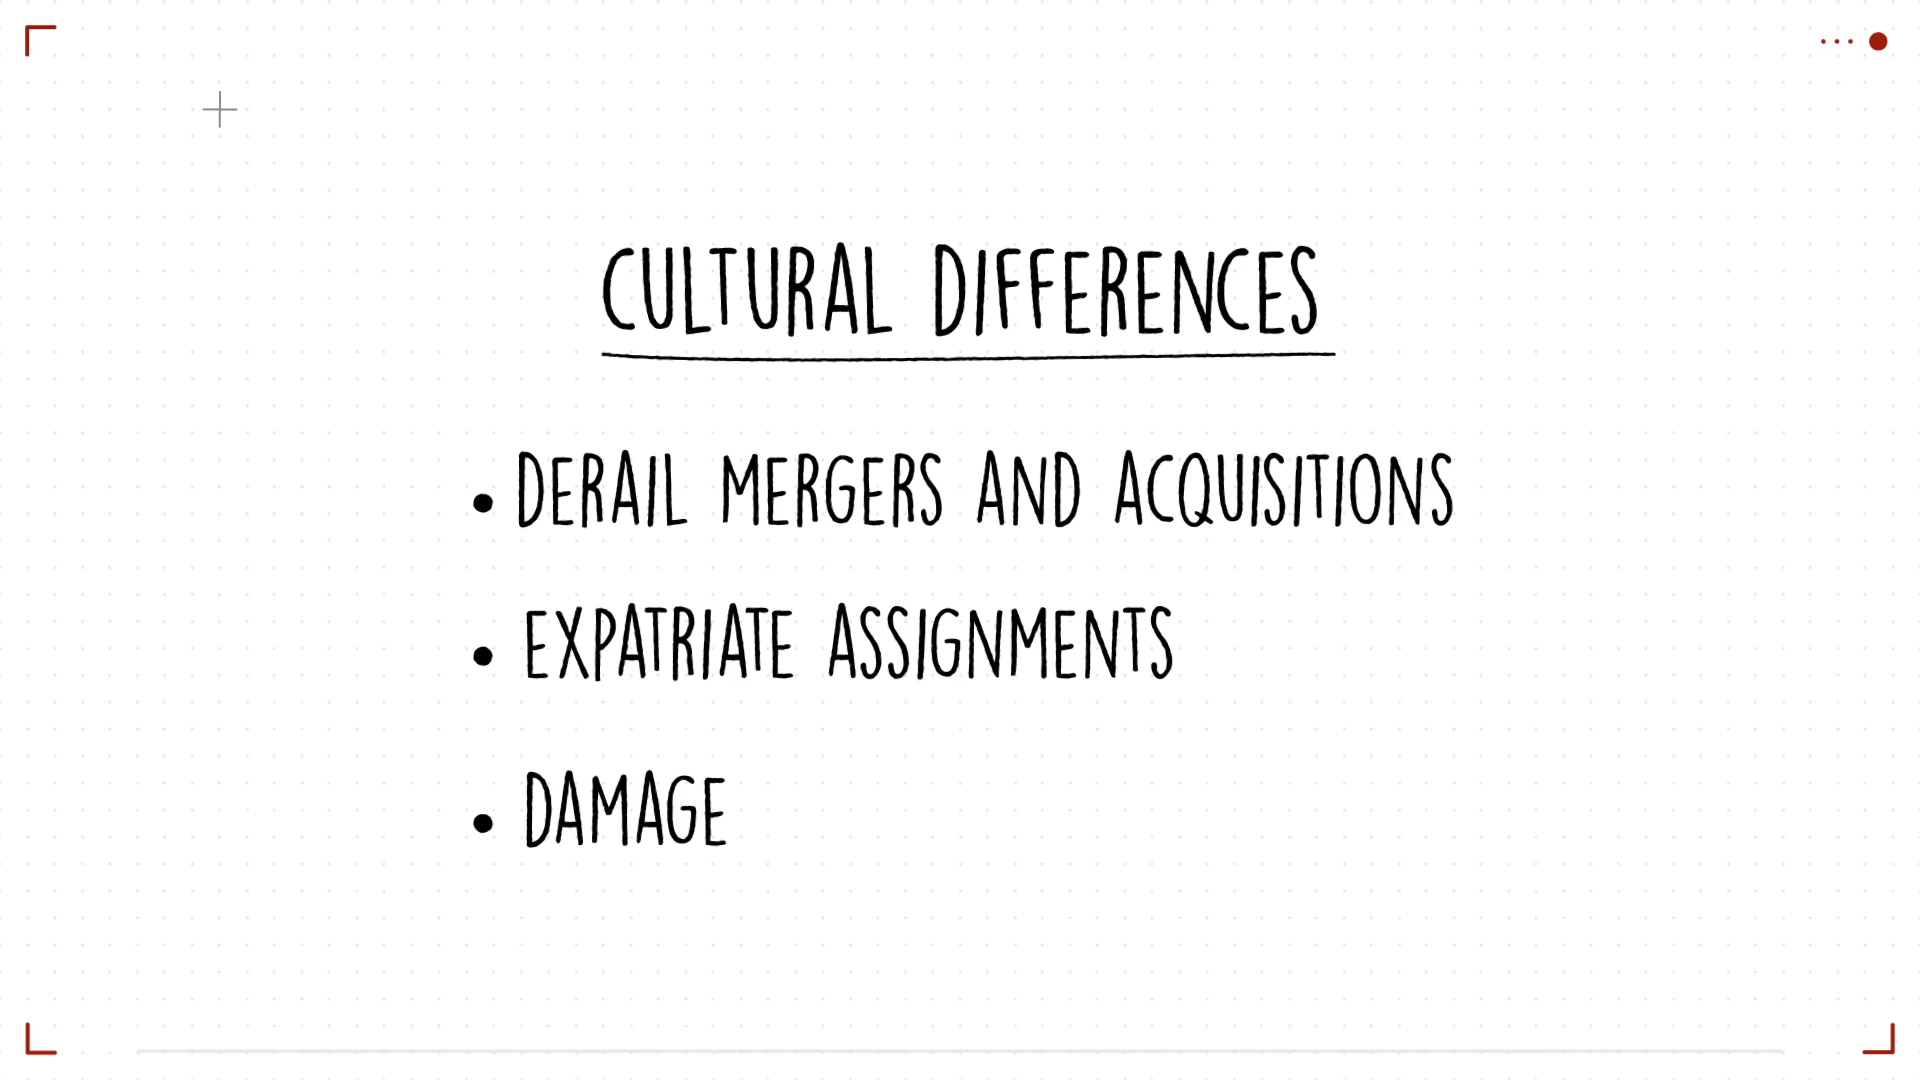 CULTURAL DIFFERENCES
• DERAIL MERGERS AND ACQUISITIONS
• EXPATRIATE ASSIGNMENTS
• DAMAGE